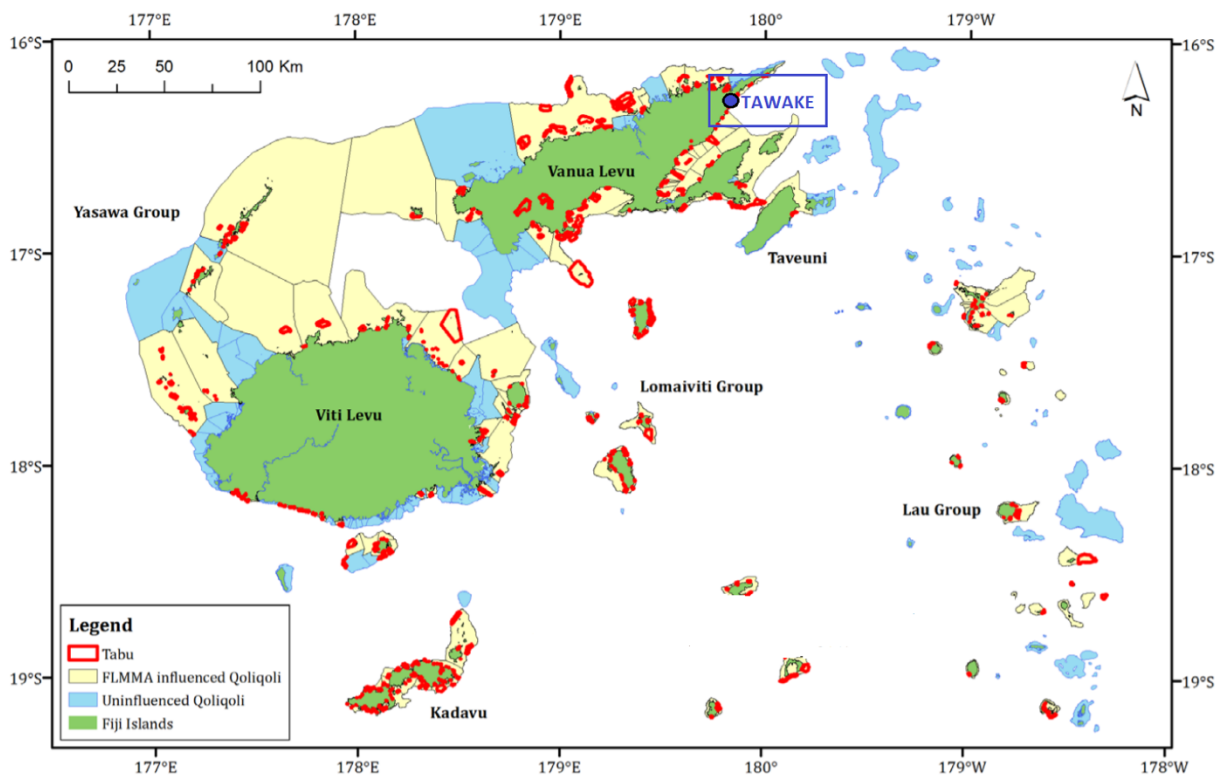 177°E 178°E 179°E 180° 179°W
16°S 16°S
0 25 50 100 Km
TAWAKE
N
Vanua Levu
Yasawa Group
17°S 17°S
Taveuni
Lomaiviti Group
Viti Levu
18°S 18°S
Lau Group
Legend
Tabu
FLMMA influenced Qoliqoli
Uninfluenced Qoliqoli
Fiji Islands
19°S 19°S
Kadavu
177°E 178°E 179°E 180° 179°W 178°W